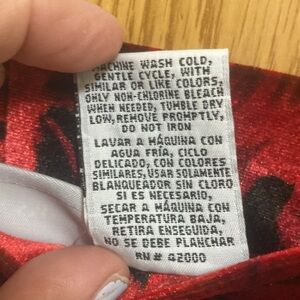 MACHINE WASH COLD,
GENTLE CYCLE, WITH
SIMILAR OR LIKE COLORS,
ONLY NON-CHLORINE BLEACH
WHEN NEEDED, TUMBLE DRY
LOW, REMOVE PROMPTLY,
DO NOT IRON
LAVAR A MÁQUINA CON
AGUA FRÍA, CICLO
DELICADO, CON COLORES
SIMILARES, USAR SOLAMENTE
BLANQUEADOR SIN CLORO
SI ES NECESARIO,
SECAR A MÁQUINA CON
TEMPERATURA BAJA,
RETIRA ENSEGUIDA,
NO SE DEBE PLANCHAR
RN # 42000